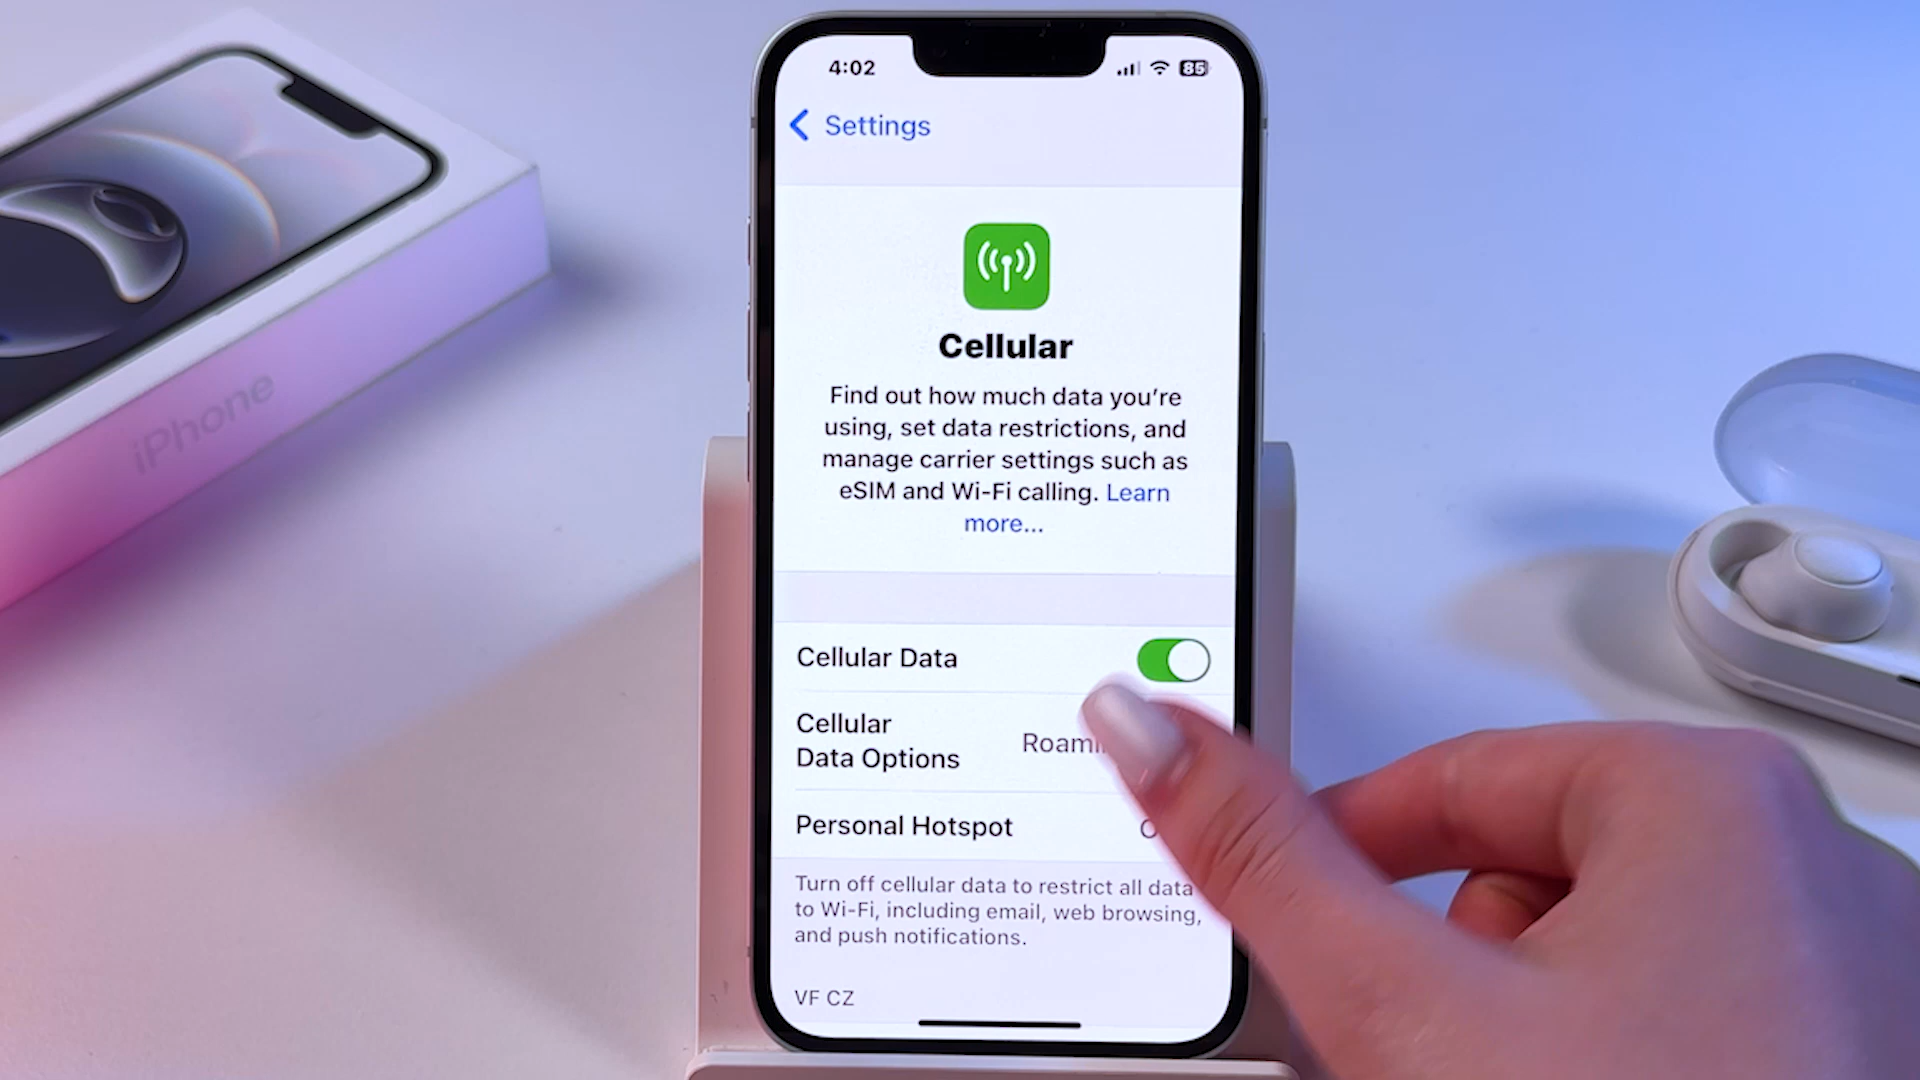 4:02
85
Settings
Cellular
Find out how much data you're
using, set data restrictions, and
manage carrier settings such as
eSIM and Wi-Fi calling. Learn
more...
Cellular Data
Cellular
Data Options
Personal Hotspot
Turn off cellular data to restrict all data
to Wi-Fi, including email, web browsing,
and push notifications.
VF CZ
iPhone